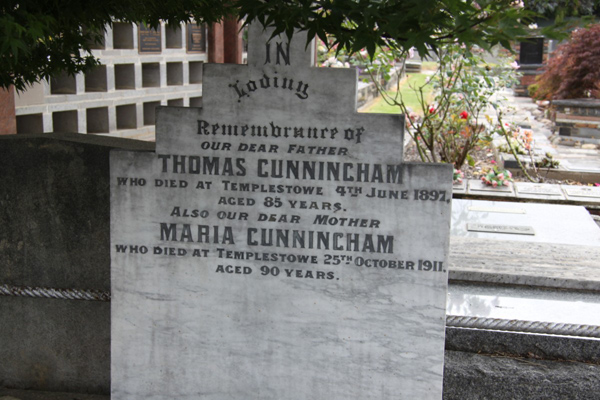 IN
Loving
Remembrance of
OUR DEAR FATHER
THOMAS CUNNINGHAM
WHO DIED AT TEMPLESTOWE 4TH JUNE 1897,
AGED 85 YEARS.
ALSO OUR DEAR MOTHER
MARIA CUNNINGHAM
WHO DIED AT TEMPLESTOWE 25TH OCTOBER 1911.
AGED 90 YEARS.